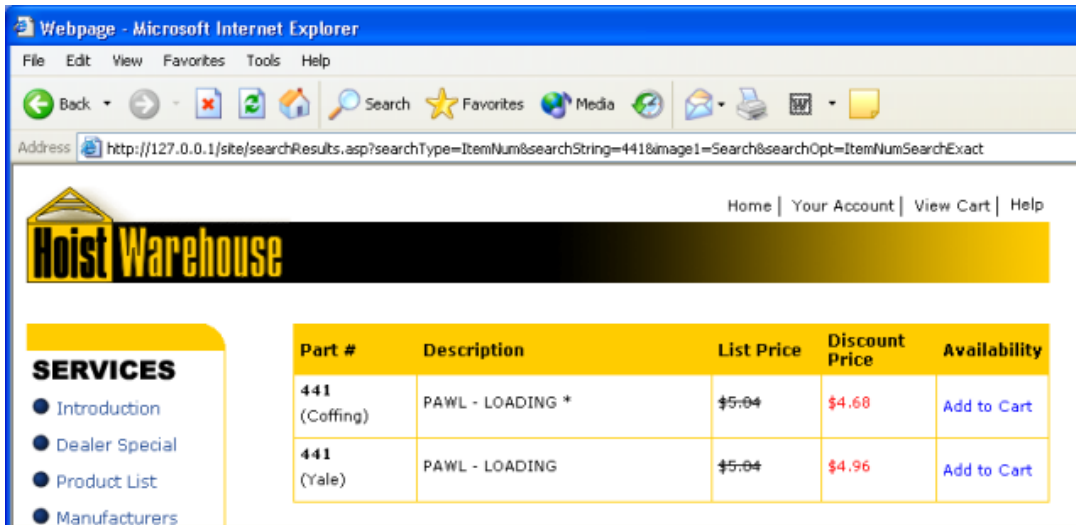 Webpage - Microsoft Internet Explorer
File Edit View Favorites Tools Help
Back Search Favorites Media
Address http://127.0.0.1/site/searchResults.asp?searchType=ItemNum&searchString=441&image1=Search&searchOpt=ItemNumSearchExact
Home | Your Account | View Cart | Help
Hoist Warehouse
SERVICES
Introduction
Dealer Special
Product List
Manufacturers
Part # Description List Price Discount Price Availability
441 (Coffing) PAWL - LOADING * $5.04 $4.68 Add to Cart
441 (Yale) PAWL - LOADING $5.04 $4.96 Add to Cart